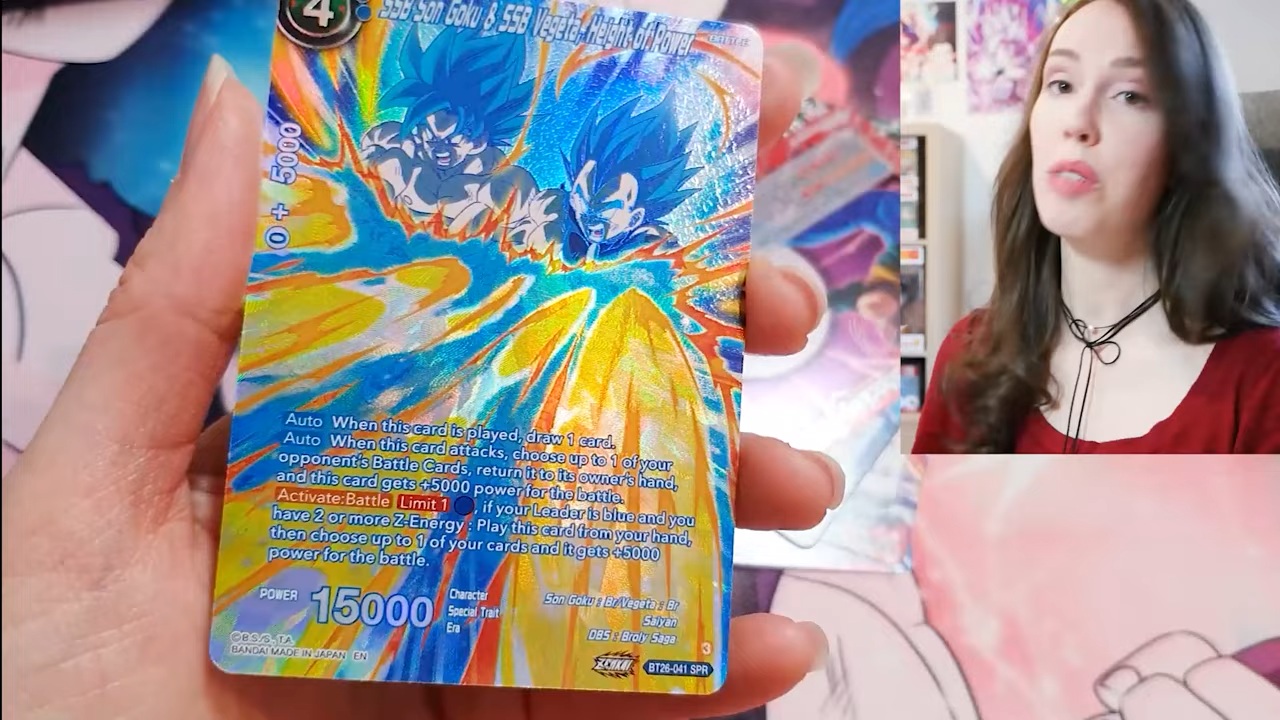 4
SSB Son Goku & SSB Vegeta, Height of Power
BATTLE
0 + 5000
Auto When this card is played, draw 1 card.
Auto When this card attacks, choose up to 1 of your
opponent's Battle Cards, return it to its owner's hand,
and this card gets +5000 power for the battle.
Activate:Battle Limit 1 , if your Leader is blue and you
have 2 or more Z-Energy : Play this card from your hand,
then choose up to 1 of your cards and it gets +5000
power for the battle.
POWER 15000
Character Son Goku : Br/Vegeta : Br
Special Trait Saiyan
Era DBS : Broly Saga
©B.S./S., T.A.
BANDAI MADE IN JAPAN EN
3
BT26-041 SPR